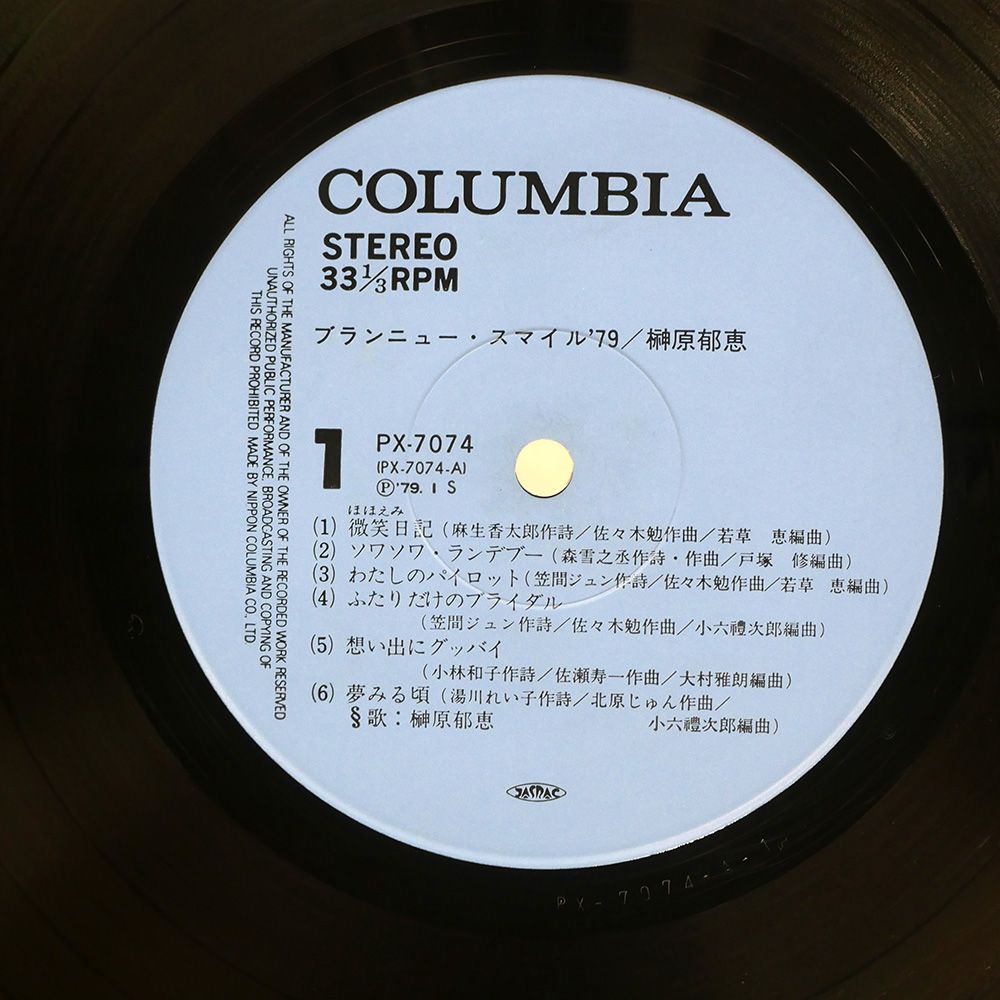 COLUMBIA
STEREO
33⅓RPM
ブランニュー・スマイル'79／榊原郁恵
1
PX-7074
(PX-7074-A)
Ⓟ'79. 1 S
ほほえみ
(1) 微笑日記（麻生香太郎作詩／佐々木勉作曲／若草　恵編曲）
(2) ソワソワ・ランデブー（森雪之丞作詩・作曲／戸塚　修編曲）
(3) わたしのパイロット（笠間ジュン作詩／佐々木勉作曲／若草　恵編曲）
(4) ふたりだけのブライダル
（笠間ジュン作詩／佐々木勉作曲／小六禮次郎編曲）
(5) 想い出にグッバイ
（小林和子作詩／佐瀬寿一作曲／大村雅朗編曲）
(6) 夢みる頃（湯川れい子作詩／北原じゅん作曲／
§歌：榊原郁恵　小六禮次郎編曲）
ALL RIGHTS OF THE MANUFACTURER AND OF THE OWNER OF THE RECORDED WORK RESERVED
UNAUTHORIZED PUBLIC PERFORMANCE, BROADCASTING AND COPYING OF
THIS RECORD PROHIBITED MADE BY NIPPON COLUMBIA CO., LTD
JASRAC
PX-7074-A-1